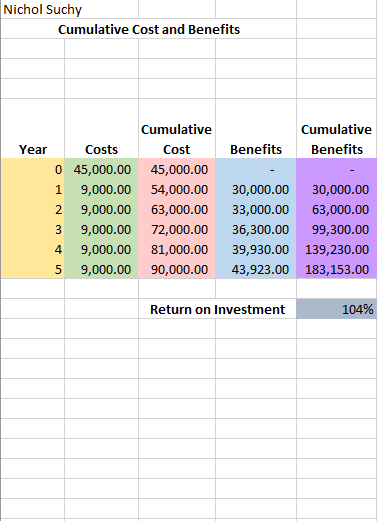 Nichol Suchy
Cumulative Cost and Benefits
Cumulative Cumulative
Year Costs Cost Benefits Benefits
0 45,000.00 45,000.00 - -
1 9,000.00 54,000.00 30,000.00 30,000.00
2 9,000.00 63,000.00 33,000.00 63,000.00
3 9,000.00 72,000.00 36,300.00 99,300.00
4 9,000.00 81,000.00 39,930.00 139,230.00
5 9,000.00 90,000.00 43,923.00 183,153.00
Return on Investment 104%